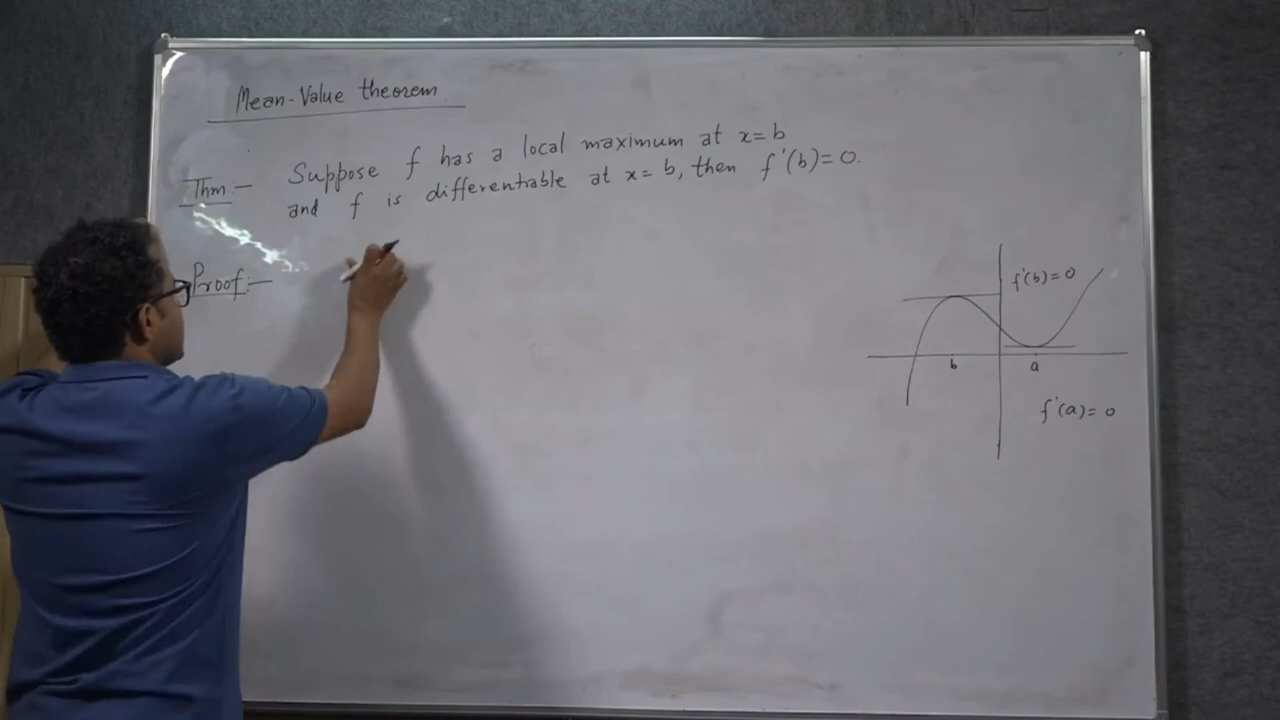 Mean-Value theorem
Thm:- Suppose f has a local maximum at x=b
and f is differentiable at x=b, then f'(b)=0.
Proof:-
f'(b)=0
b a
f'(a)=0